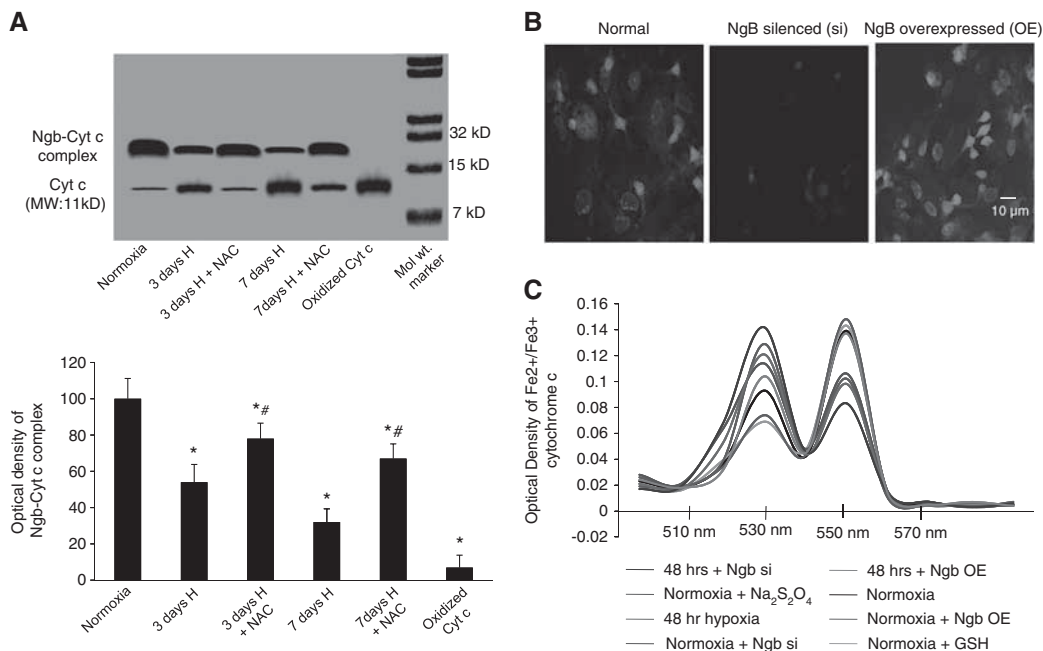 A
Ngb-Cyt c
complex
Cyt c
(MW:11kD)
32 kD
15 kD
7 kD
Normoxia
3 days H
3 days H + NAC
7 days H
7days H + NAC
Oxidized Cyt c
Mol wt.
marker
Optical density of
Ngb-Cyt c complex
120
100
80
60
40
20
0
*
*#
*
*#
*
Normoxia
3 days H
3 days H
+ NAC
7 days H
7days H
+ NAC
Oxidized
Cyt c
B
Normal
NgB silenced (si)
NgB overexpressed (OE)
10 µm
C
Optical Density of Fe2+/Fe3+
cytochrome c
0.16
0.14
0.12
0.1
0.08
0.06
0.04
0.02
0
-0.02
510 nm
530 nm
550 nm
570 nm
48 hrs + Ngb si
Normoxia + Na₂S₂O₄
48 hr hypoxia
Normoxia + Ngb si
48 hrs + Ngb OE
Normoxia
Normoxia + Ngb OE
Normoxia + GSH